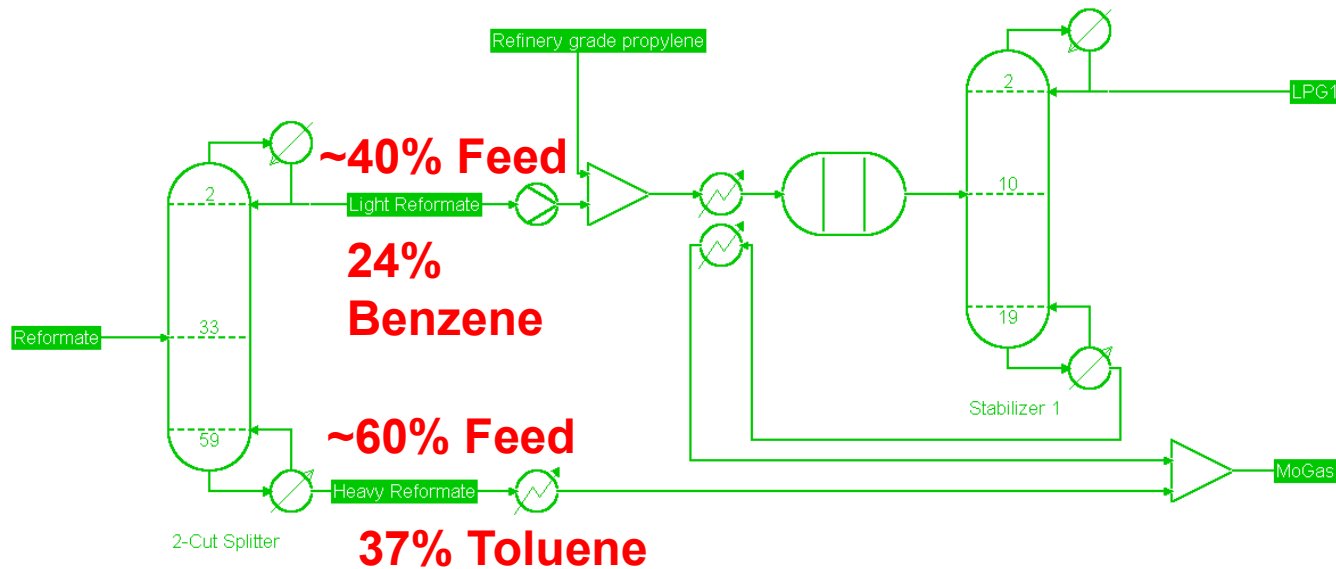 Refinery grade propylene
2
LPG1
~40% Feed
2
Light Reformate
10
24%
Benzene
33
Reformate
19
Stabilizer 1
~60% Feed
59
Heavy Reformate
MoGas
2-Cut Splitter
37% Toluene